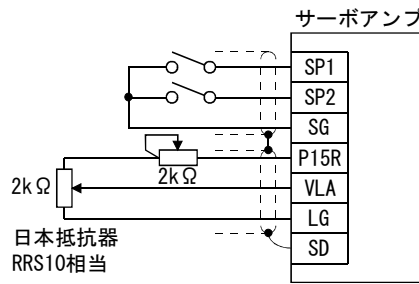 サーボアンプ
SP1
SP2
SG
P15R
2kΩ
2kΩ
VLA
LG
日本抵抗器
RRS10相当
SD